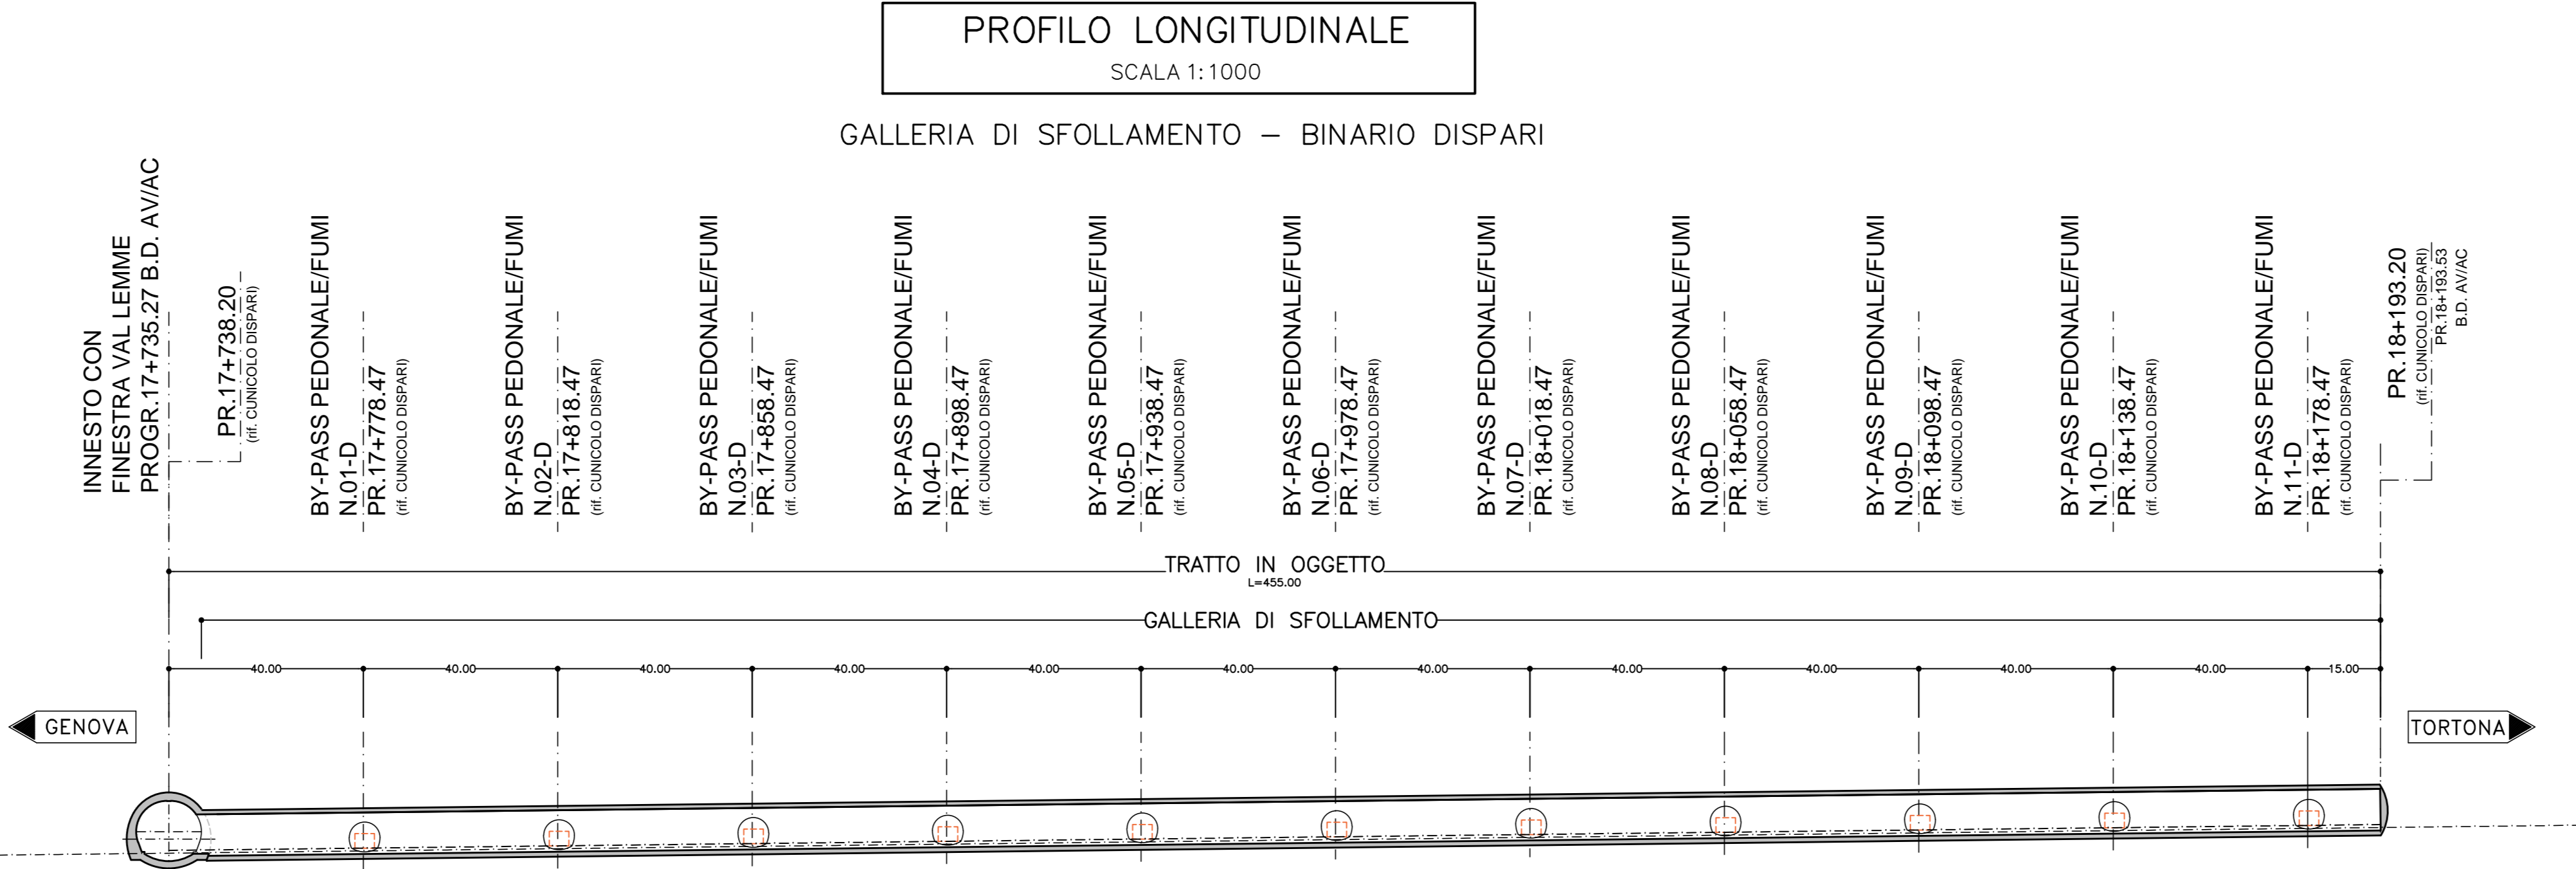 PROFILO LONGITUDINALE
SCALA 1:1000
GALLERIA DI SFOLLAMENTO – BINARIO DISPARI
INNESTO CON
FINESTRA VAL LEMME
PROGR.17+735.27 B.D. AV/AC
PR.17+738.20
(rif. CUNICOLO DISPARI)
BY-PASS PEDONALE/FUMI
N.01-D
PR.17+778.47
(rif. CUNICOLO DISPARI)
BY-PASS PEDONALE/FUMI
N.02-D
PR.17+818.47
(rif. CUNICOLO DISPARI)
BY-PASS PEDONALE/FUMI
N.03-D
PR.17+858.47
(rif. CUNICOLO DISPARI)
BY-PASS PEDONALE/FUMI
N.04-D
PR.17+898.47
(rif. CUNICOLO DISPARI)
BY-PASS PEDONALE/FUMI
N.05-D
PR.17+938.47
(rif. CUNICOLO DISPARI)
BY-PASS PEDONALE/FUMI
N.06-D
PR.17+978.47
(rif. CUNICOLO DISPARI)
BY-PASS PEDONALE/FUMI
N.07-D
PR.18+018.47
(rif. CUNICOLO DISPARI)
BY-PASS PEDONALE/FUMI
N.08-D
PR.18+058.47
(rif. CUNICOLO DISPARI)
BY-PASS PEDONALE/FUMI
N.09-D
PR.18+098.47
(rif. CUNICOLO DISPARI)
BY-PASS PEDONALE/FUMI
N.10-D
PR.18+138.47
(rif. CUNICOLO DISPARI)
BY-PASS PEDONALE/FUMI
N.11-D
PR.18+178.47
(rif. CUNICOLO DISPARI)
PR.18+193.20
(rif. CUNICOLO DISPARI)
PR.18+193.53
B.D. AV/AC
TRATTO IN OGGETTO
L=455.00
GALLERIA DI SFOLLAMENTO
40.00 40.00 40.00 40.00 40.00 40.00 40.00 40.00 40.00 40.00 40.00 15.00
GENOVA
TORTONA